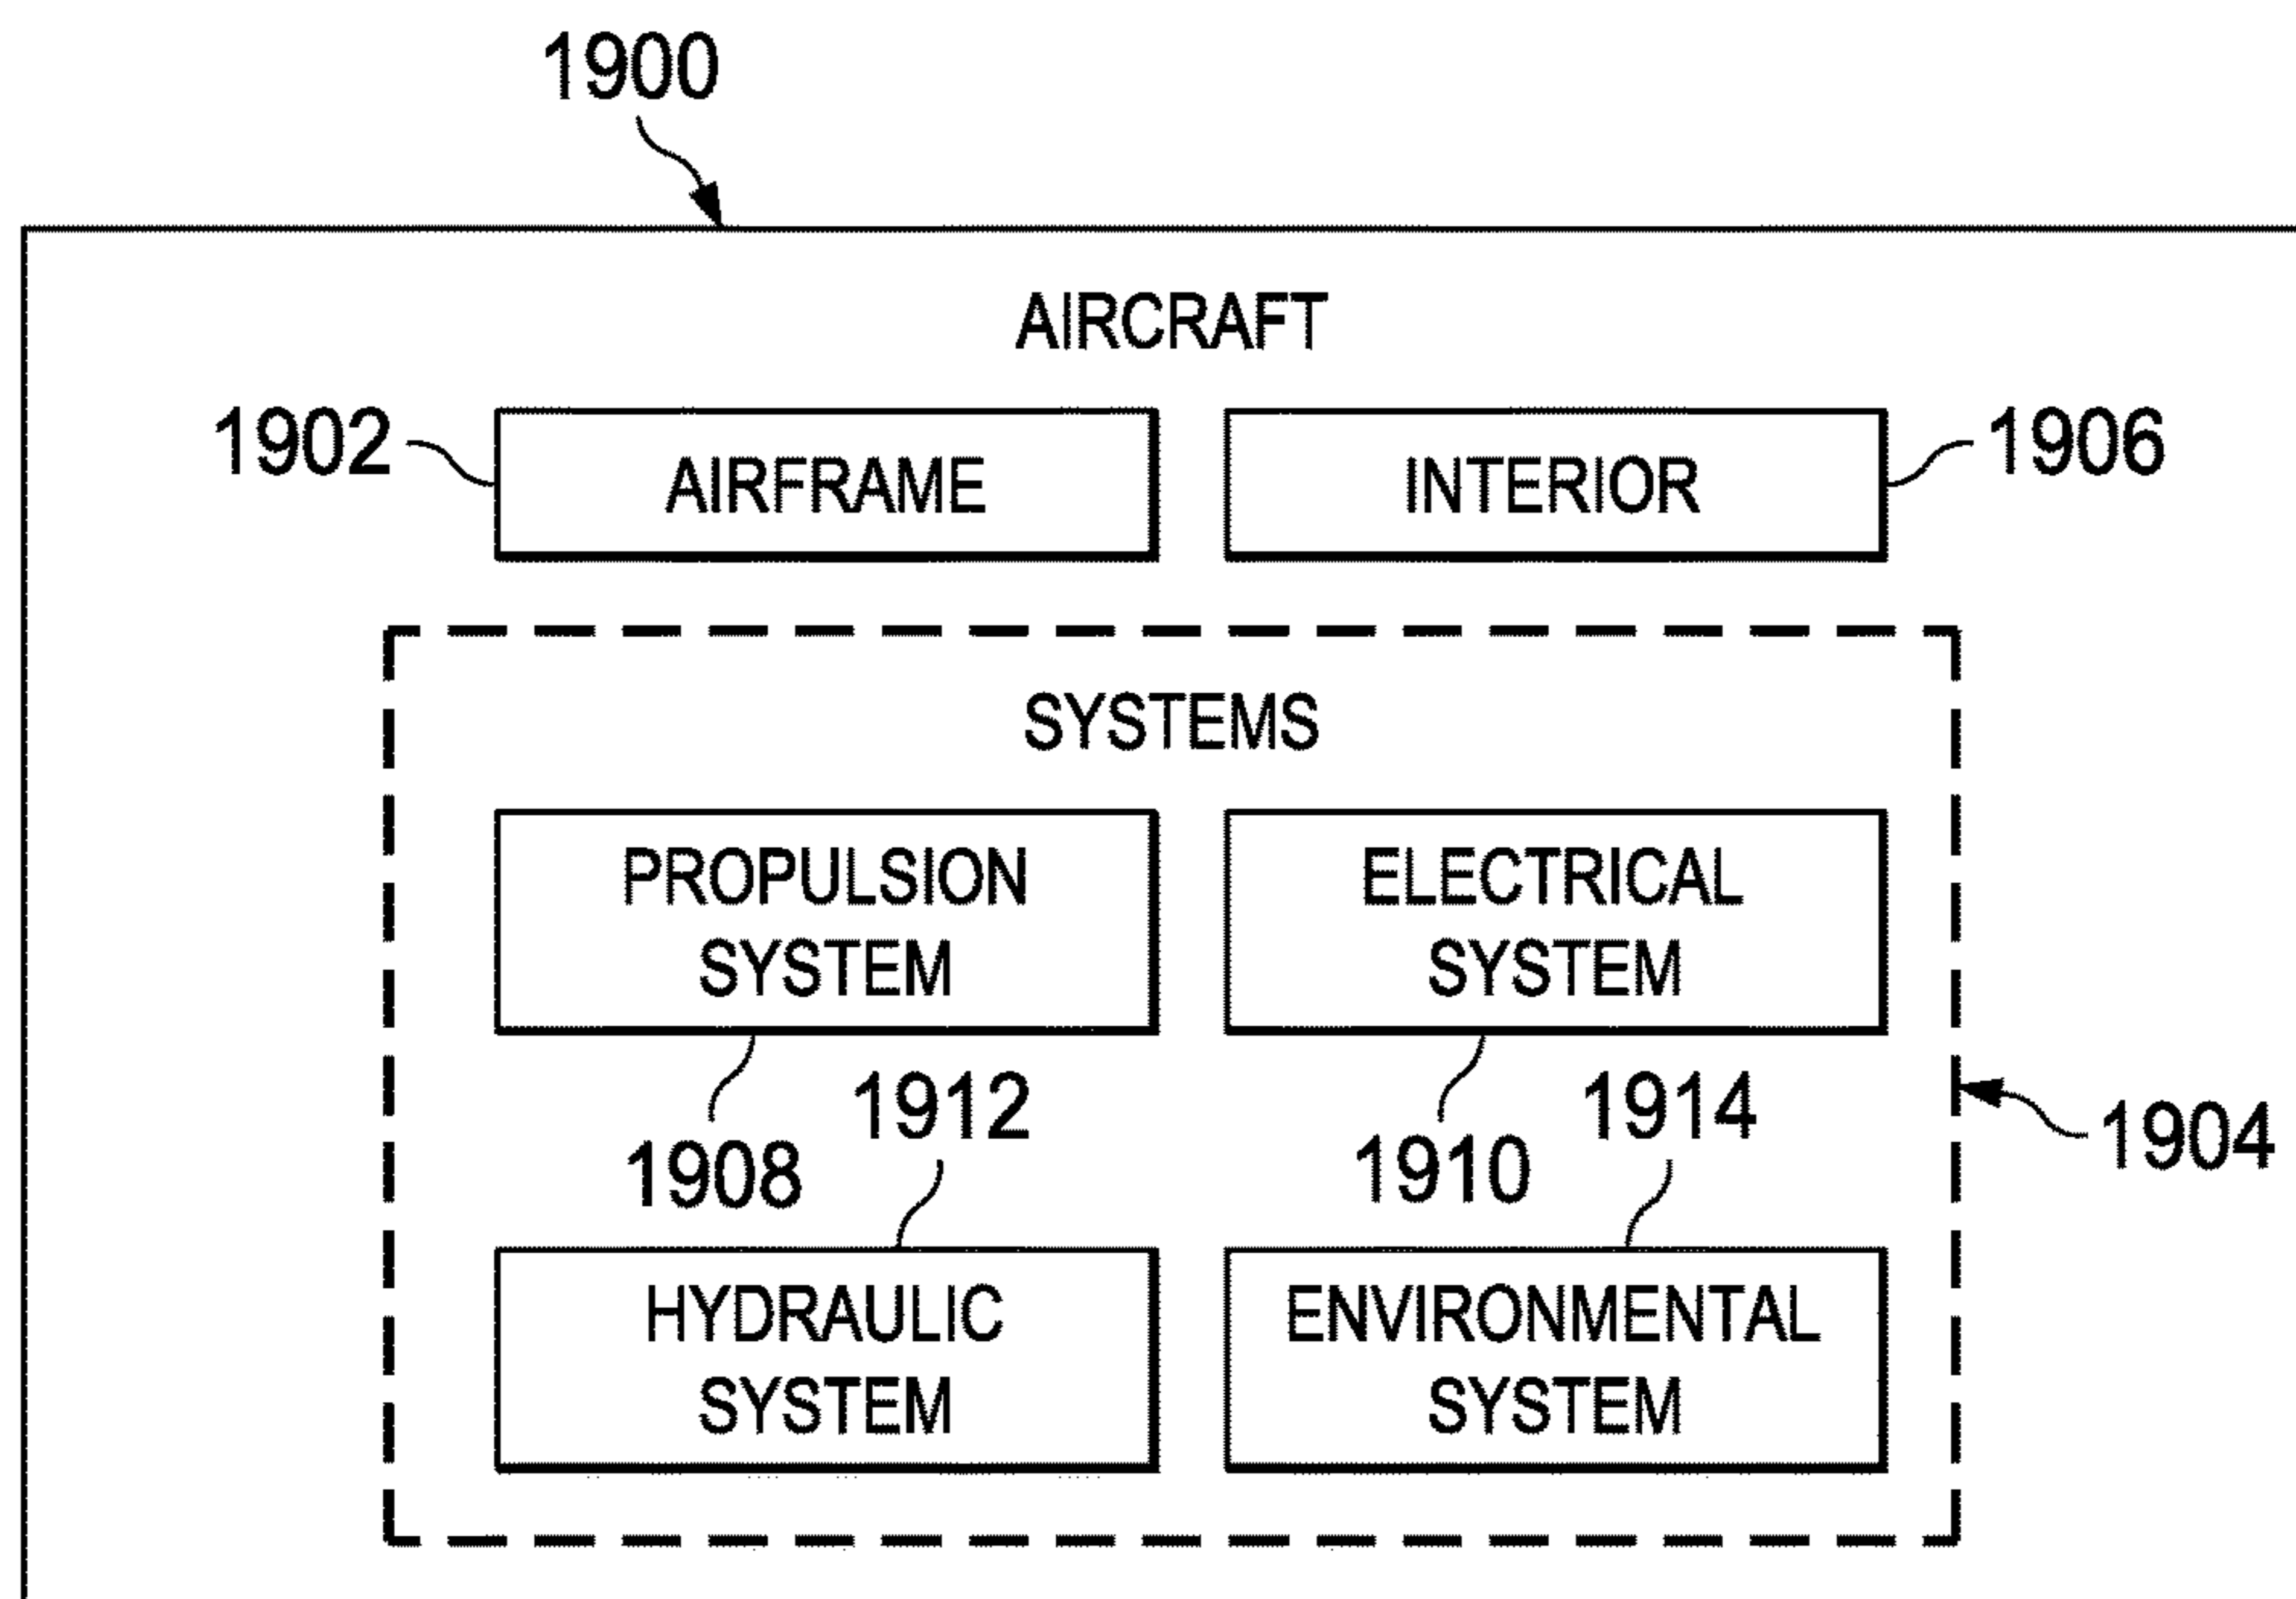 1900
AIRCRAFT
1902
AIRFRAME
INTERIOR
1906
SYSTEMS
PROPULSION
SYSTEM
ELECTRICAL
SYSTEM
1908
1912
1910
1914
1904
HYDRAULIC
SYSTEM
ENVIRONMENTAL
SYSTEM